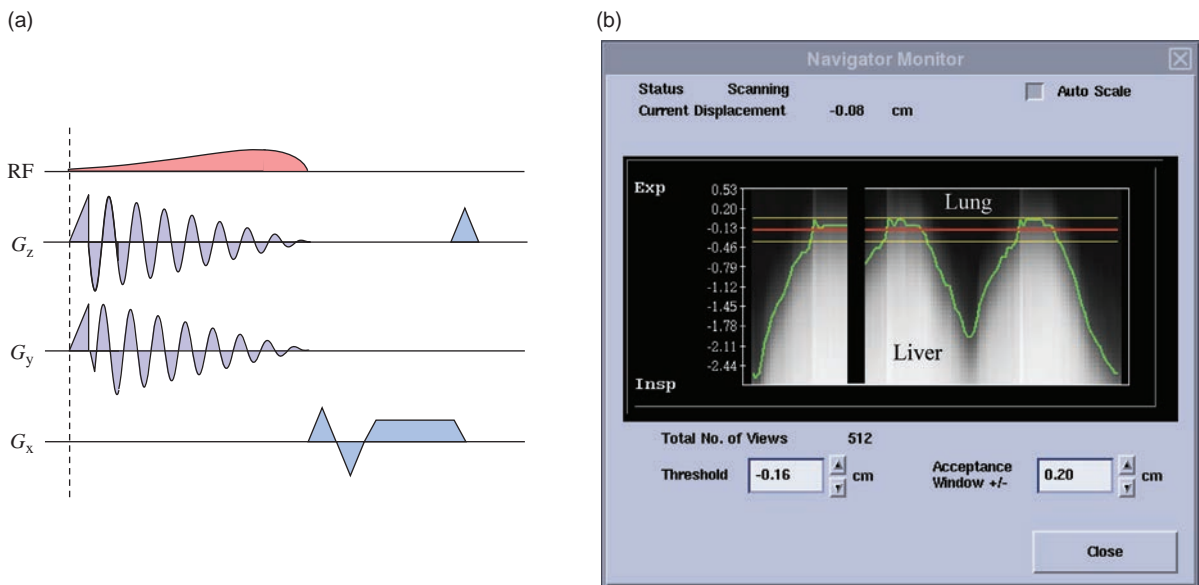 (a)
RF
Gz
Gy
Gx
(b)
Navigator Monitor
Status Scanning
Auto Scale
Current Displacement -0.08 cm
Exp
0.53
0.20
-0.13
-0.46
-0.79
-1.12
-1.45
-1.78
-2.11
-2.44
Insp
Lung
Liver
Total No. of Views 512
Threshold -0.16 cm
Acceptance
Window +/- 0.20 cm
Close